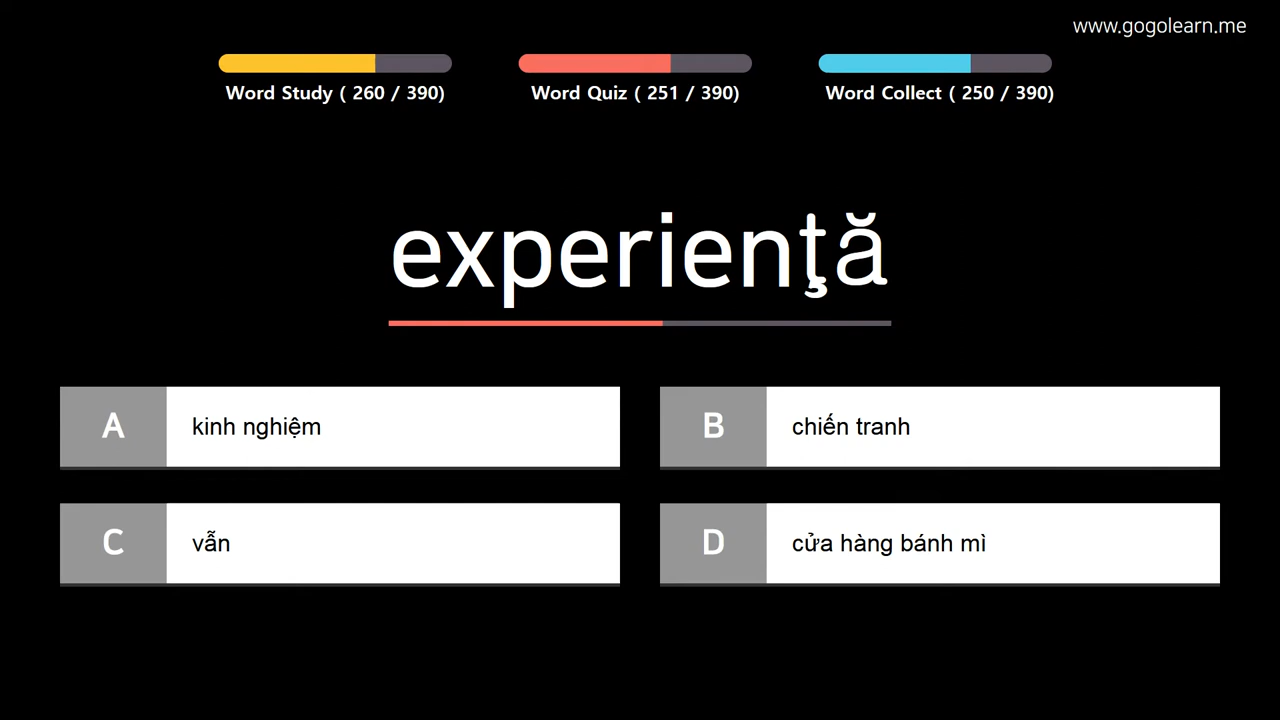 www.gogolearn.me
Word Study ( 260 / 390)
Word Quiz ( 251 / 390)
Word Collect ( 250 / 390)
experienţă
A kinh nghiệm
B chiến tranh
C vẫn
D cửa hàng bánh mì